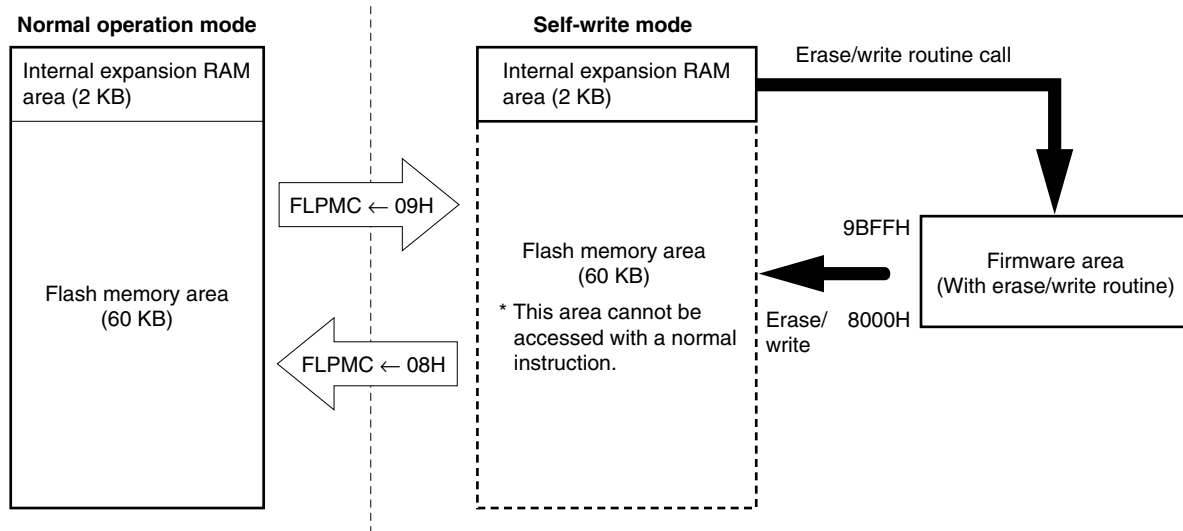 Normal operation mode
Internal expansion RAM
area (2 KB)
Flash memory area
(60 KB)
FLPMC ← 09H
FLPMC ← 08H
Self-write mode
Internal expansion RAM
area (2 KB)
Flash memory area
(60 KB)
* This area cannot be
accessed with a normal
instruction.
Erase/write routine call
9BFFH
Firmware area
(With erase/write routine)
Erase/
write
8000H